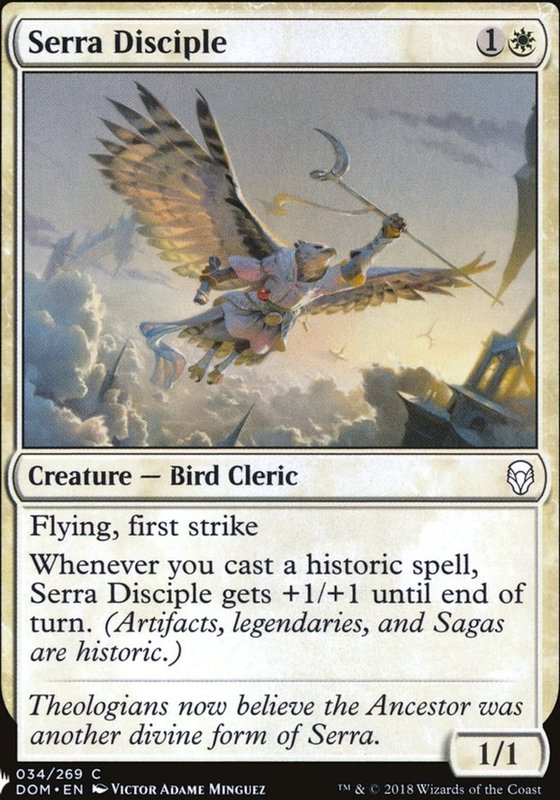 Serra Disciple 1
Creature — Bird Cleric
Flying, first strike
Whenever you cast a historic spell,
Serra Disciple gets +1/+1 until end of
turn. (Artifacts, legendaries, and Sagas
are historic.)
Theologians now believe the Ancestor was
another divine form of Serra.
1/1
034/269 C
DOM • EN Victor Adame Minguez
™ & © 2018 Wizards of the Coast